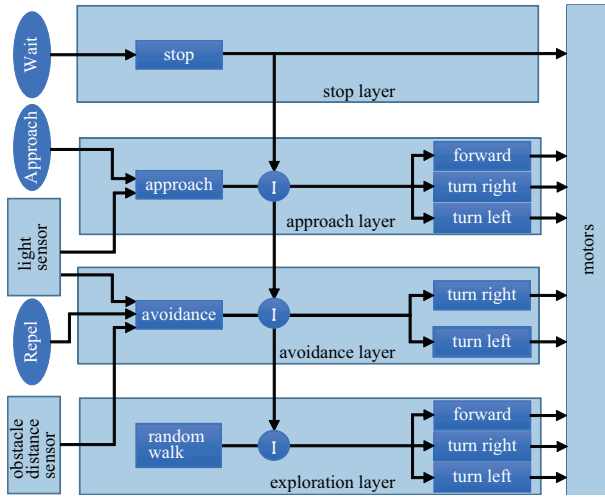 Wait
stop
stop layer
Approach
approach
I
forward
turn right
turn left
approach layer
light
sensor
motors
Repel
avoidance
I
turn right
turn left
avoidance layer
obstacle
distance
sensor
random
walk
I
forward
turn right
turn left
exploration layer